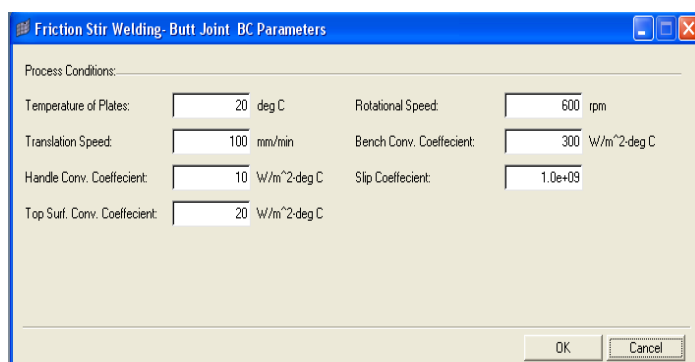 Friction Stir Welding- Butt Joint  BC Parameters
Process Conditions:
Temperature of Plates: 20 deg C Rotational Speed: 600 rpm
Translation Speed: 100 mm/min Bench Conv. Coeffecient: 300 W/m^2-deg C
Handle Conv. Coeffecient: 10 W/m^2-deg C Slip Coeffecient: 1.0e+09
Top Surf. Conv. Coeffecient: 20 W/m^2-deg C
OK Cancel